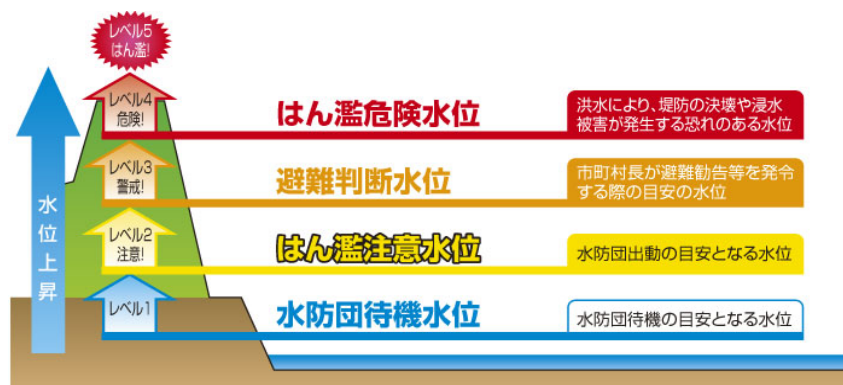 レベル5
はん濫!
レベル4
危険!
はん濫危険水位
洪水により、堤防の決壊や浸水
被害が発生する恐れのある水位
レベル3
警戒!
避難判断水位
市町村長が避難勧告等を発令
する際の目安の水位
水位上昇
レベル2
注意!
はん濫注意水位
水防団出動の目安となる水位
レベル1
水防団待機水位
水防団待機の目安となる水位